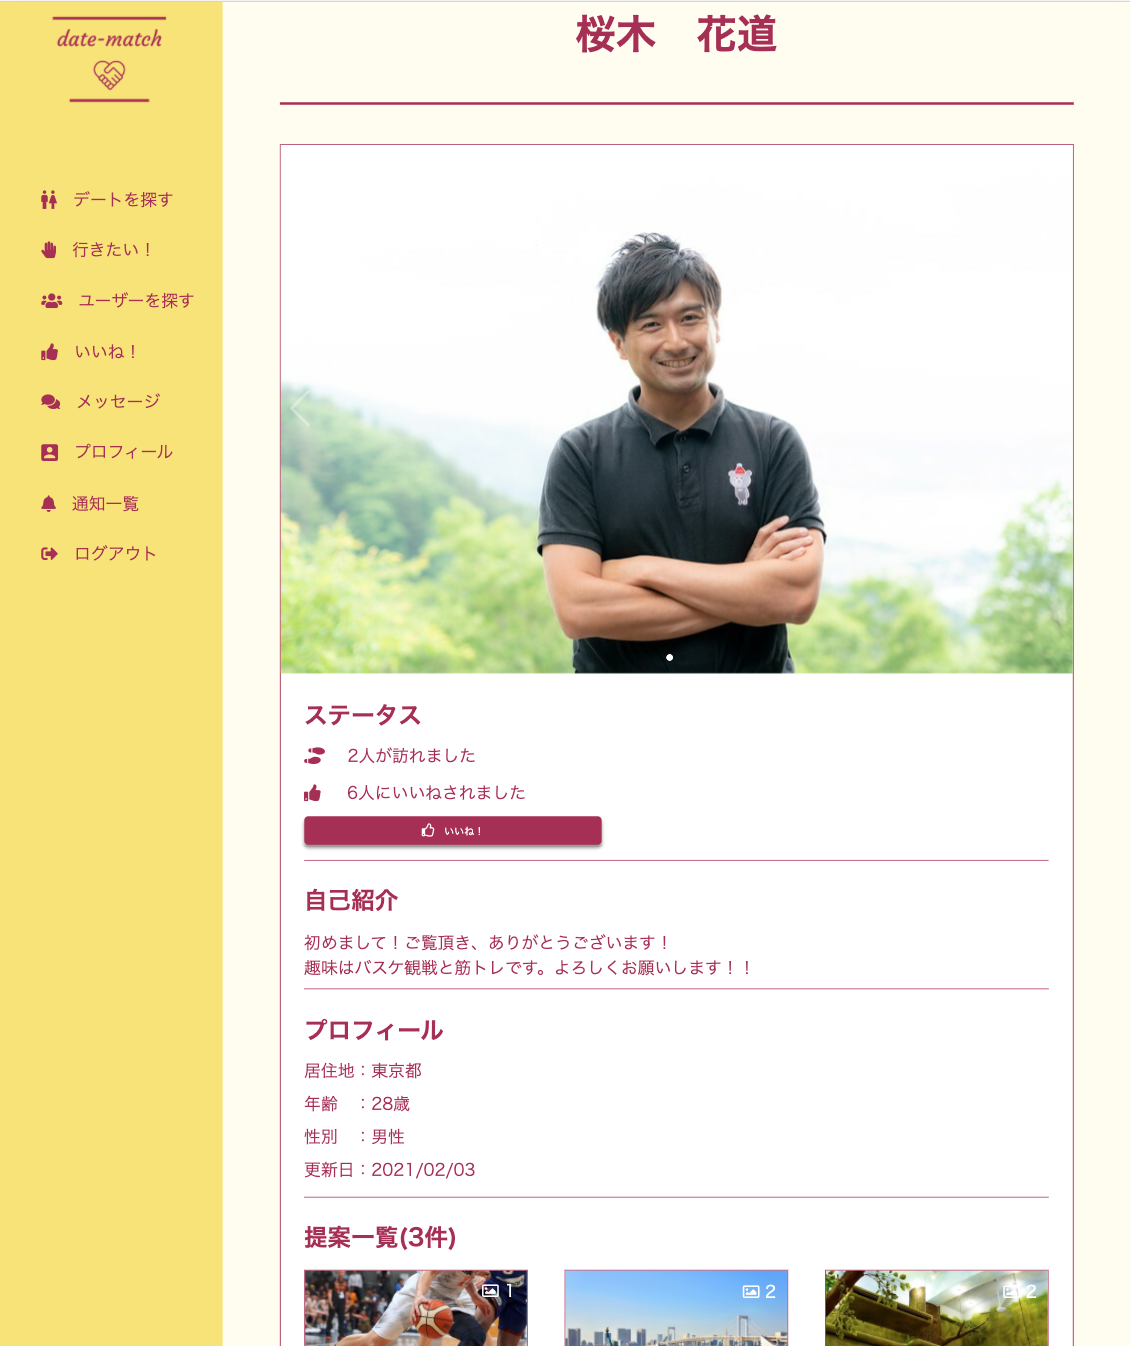 date-match
デートを探す
行きたい！
ユーザーを探す
いいね！
メッセージ
プロフィール
通知一覧
ログアウト
桜木　花道
ステータス
2人が訪れました
6人にいいねされました
いいね！
自己紹介
初めまして！ご覧頂き、ありがとうございます！
趣味はバスケ観戦と筋トレです。よろしくお願いします！！
プロフィール
居住地：東京都
年齢　：28歳
性別　：男性
更新日：2021/02/03
提案一覧(3件)
1
2
2